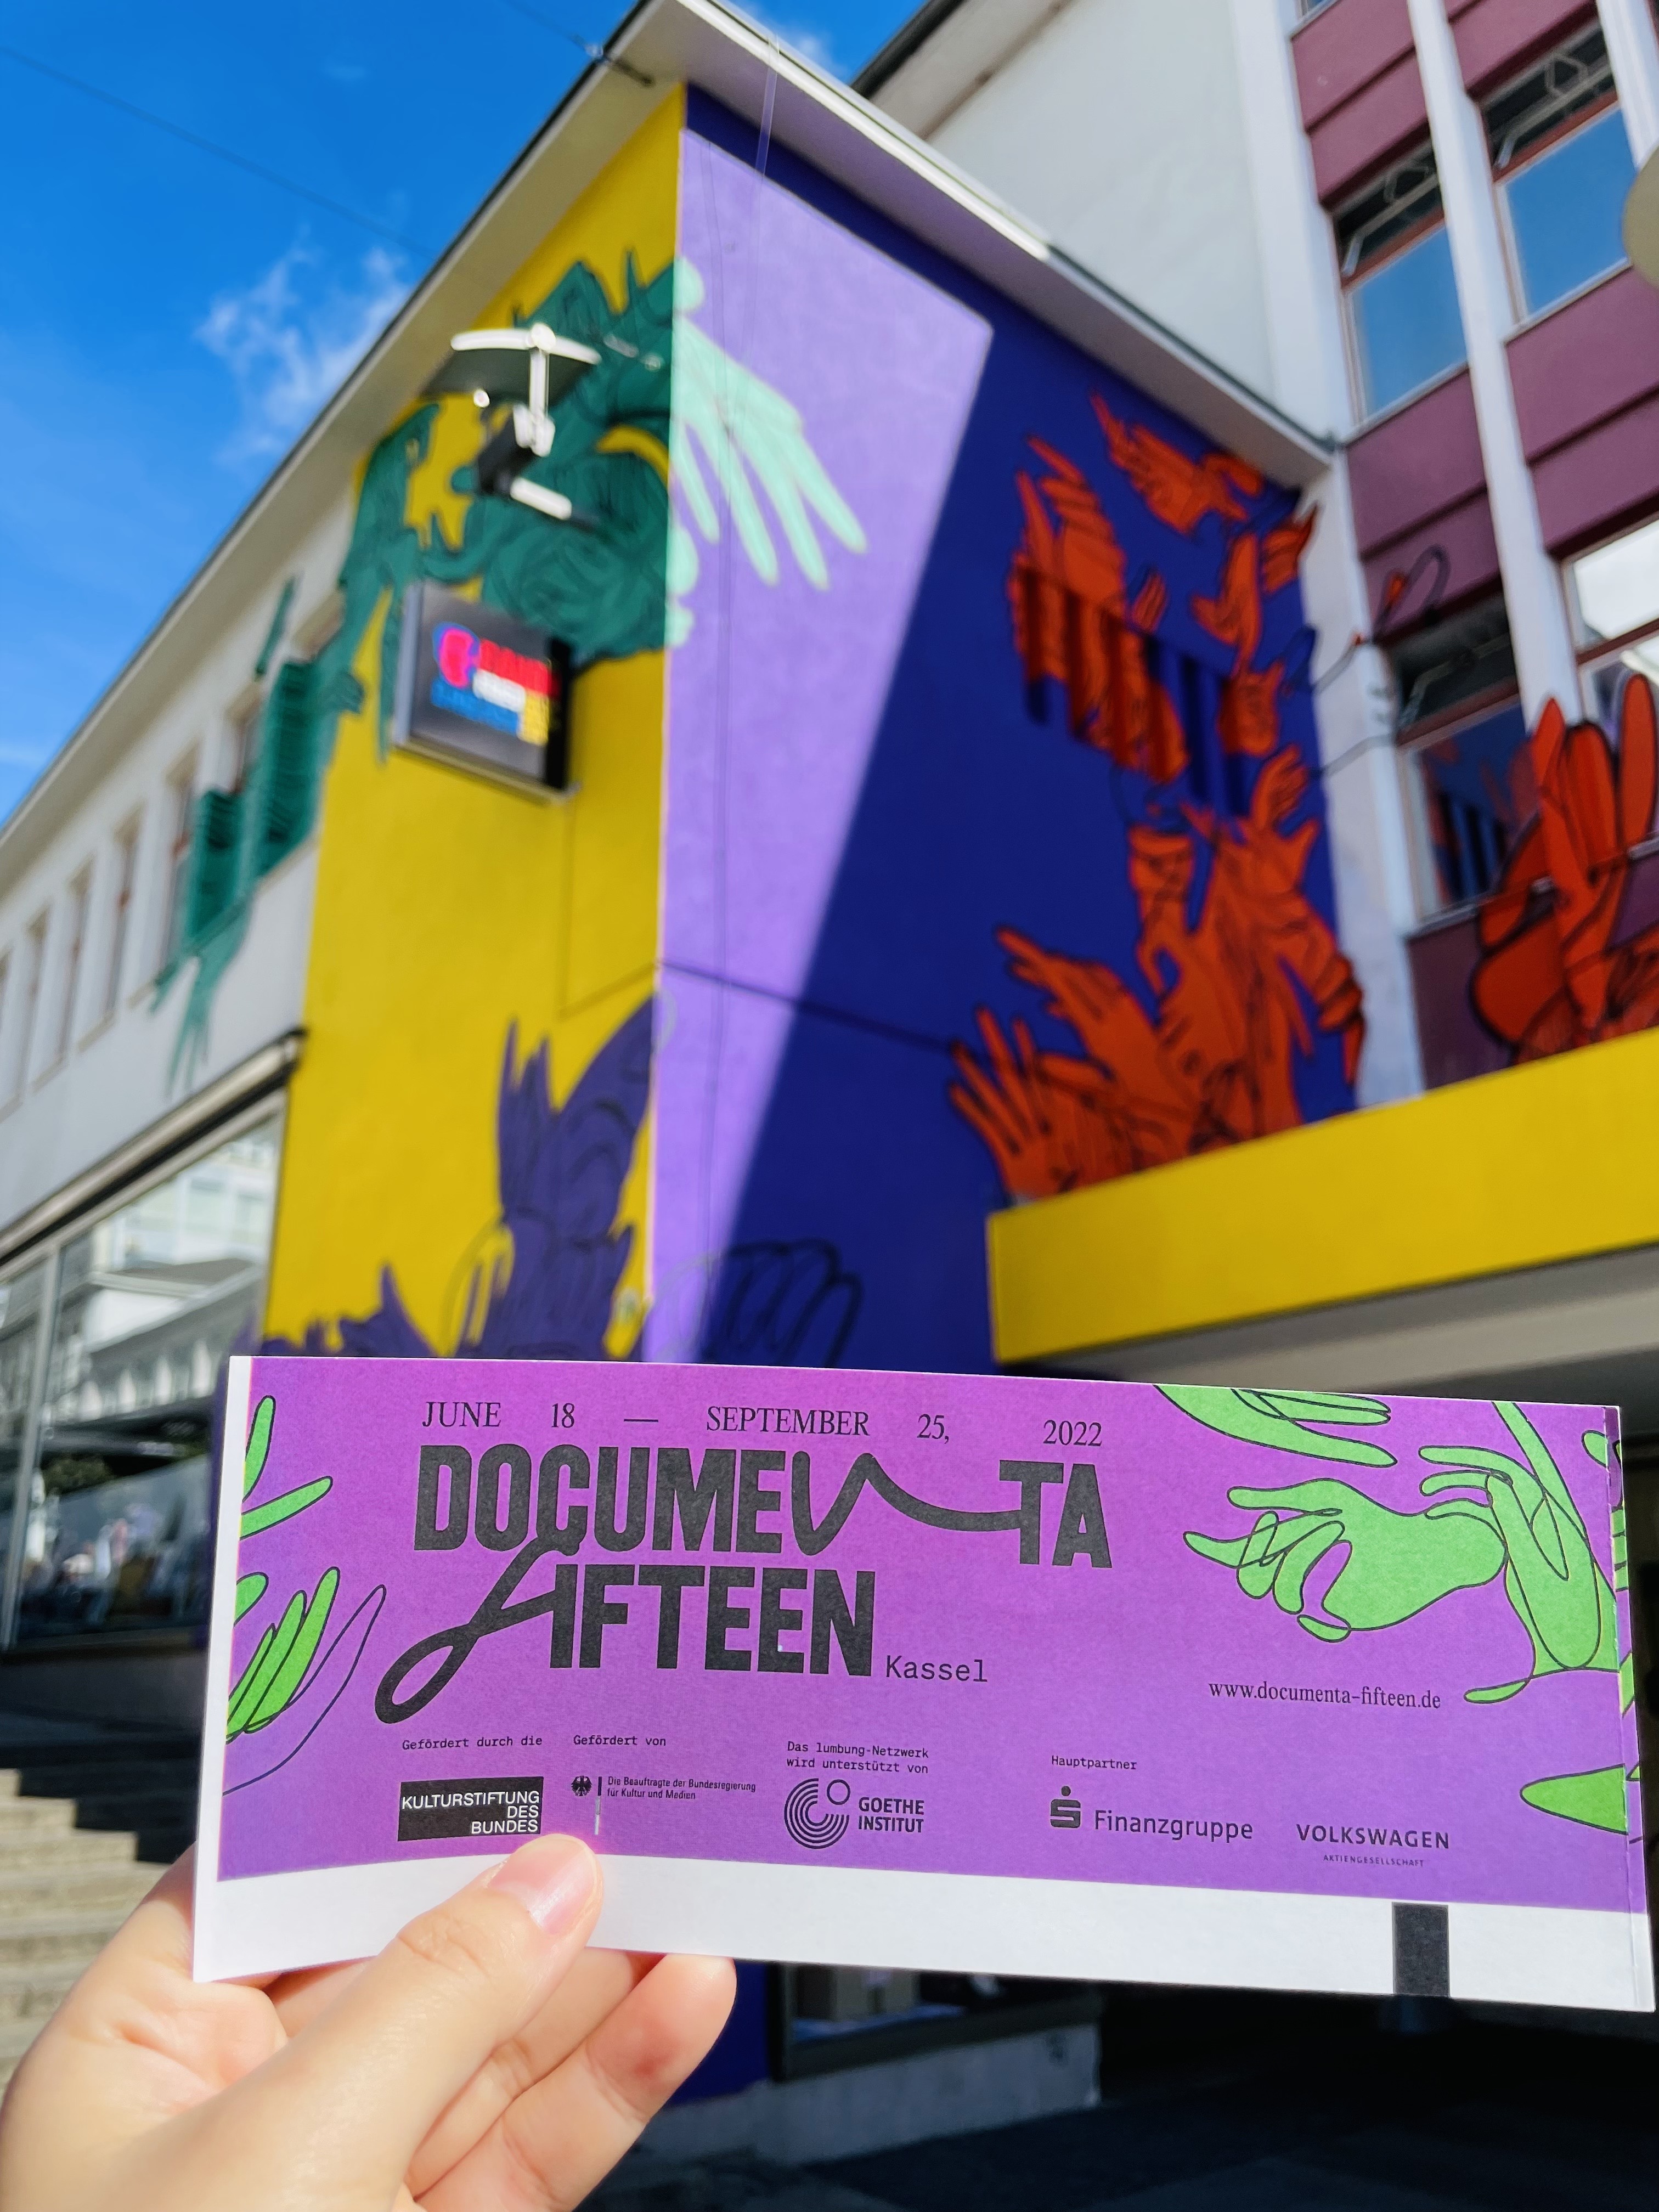 JUNE 18 — SEPTEMBER 25, 2022
DOCUMENTA
FIFTEEN Kassel
www.documenta-fifteen.de
Gefördert durch die
KULTURSTIFTUNG
DES
BUNDES
Gefördert von
Die Beauftragte der Bundesregierung
für Kultur und Medien
Das lumbung-Netzwerk
wird unterstützt von
GOETHE
INSTITUT
Hauptpartner
Finanzgruppe
VOLKSWAGEN
AKTIENGESELLSCHAFT